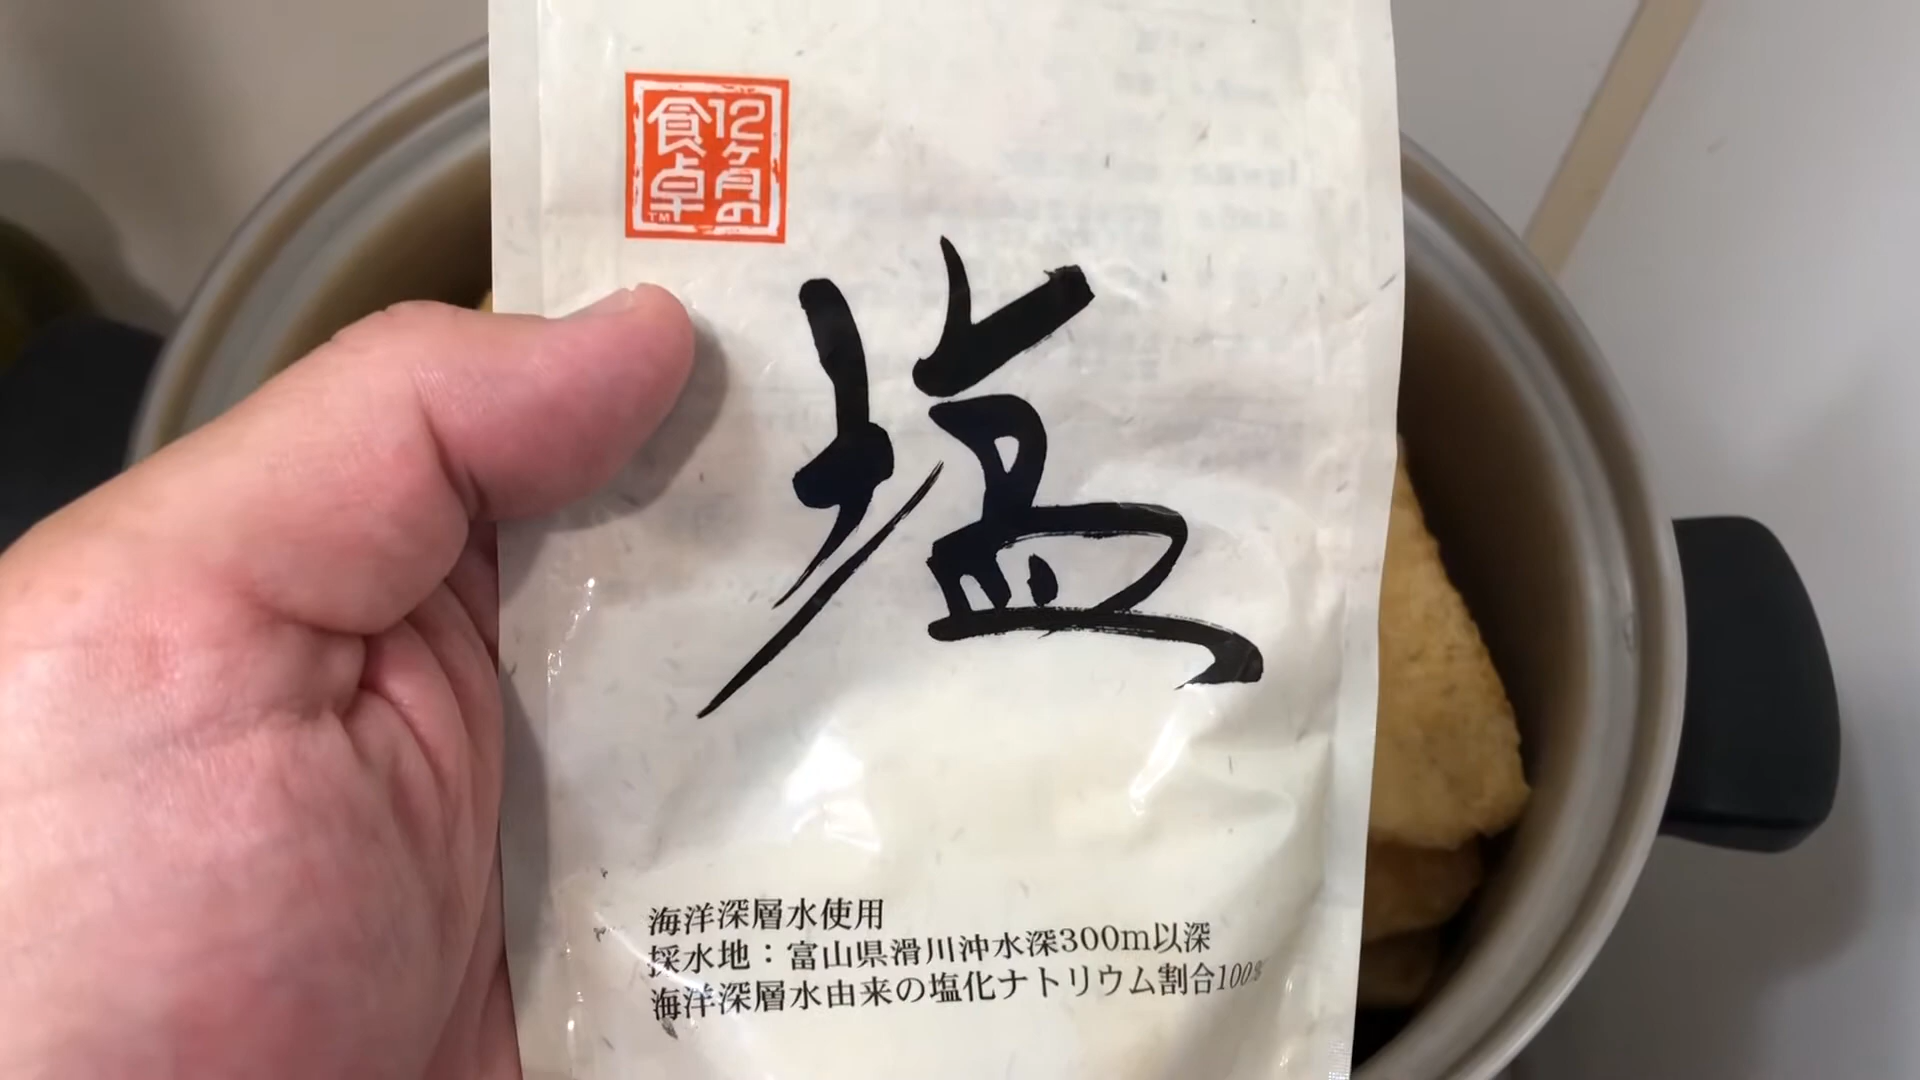 12ヶ月の
食卓
TM
塩
海洋深層水使用
採水地：富山県滑川沖水深300m以深
海洋深層水由来の塩化ナトリウム割合100%